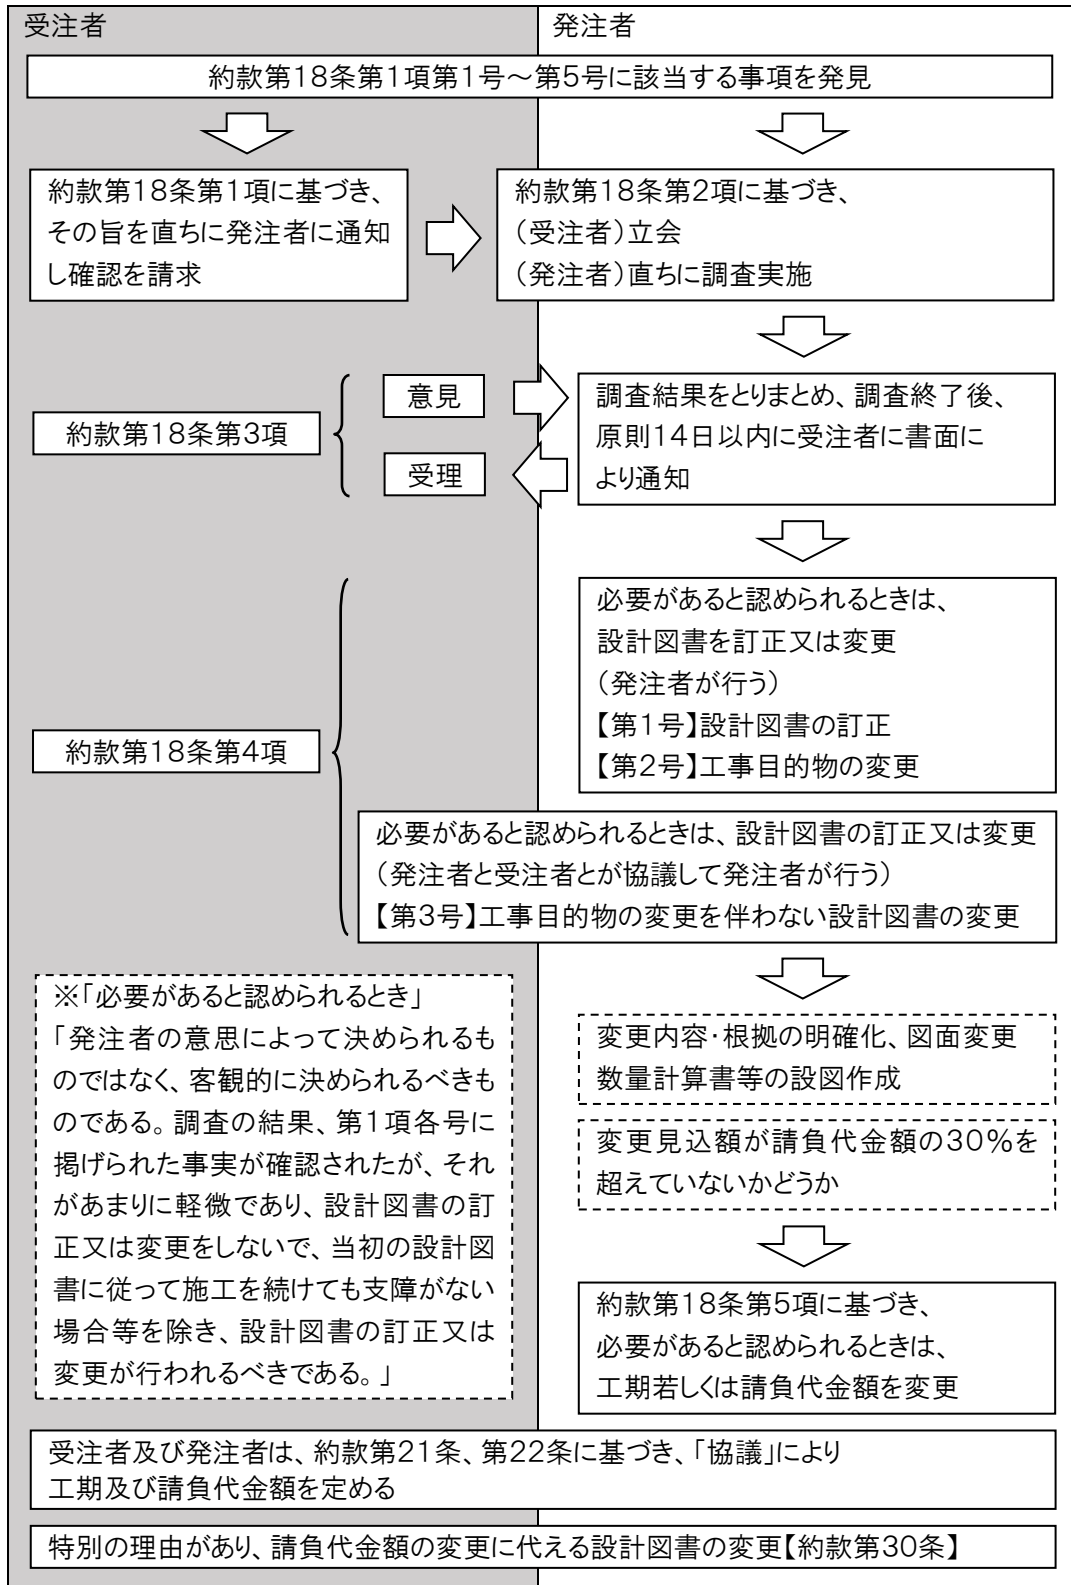 受注者
発注者
約款第18条第1項第1号～第5号に該当する事項を発見
約款第18条第1項に基づき、
その旨を直ちに発注者に通知
し確認を請求
約款第18条第2項に基づき、
（受注者）立会
（発注者）直ちに調査実施
約款第18条第3項
意見
受理
調査結果をとりまとめ、調査終了後、
原則14日以内に受注者に書面に
より通知
約款第18条第4項
必要があると認められるときは、
設計図書を訂正又は変更
（発注者が行う）
【第1号】設計図書の訂正
【第2号】工事目的物の変更
必要があると認められるときは、設計図書の訂正又は変更
（発注者と受注者とが協議して発注者が行う）
【第3号】工事目的物の変更を伴わない設計図書の変更
※「必要があると認められるとき」
「発注者の意思によって決められるも
のではなく、客観的に決められるべきも
のである。調査の結果、第1項各号に
掲げられた事実が確認されたが、それ
があまりに軽微であり、設計図書の訂
正又は変更をしないで、当初の設計図
書に従って施工を続けても支障がない
場合等を除き、設計図書の訂正又は
変更が行われるべきである。」
変更内容・根拠の明確化、図面変更
数量計算書等の設図作成
変更見込額が請負代金額の30%を
超えていないかどうか
約款第18条第5項に基づき、
必要があると認められるときは、
工期若しくは請負代金額を変更
受注者及び発注者は、約款第21条、第22条に基づき、「協議」により
工期及び請負代金額を定める
特別の理由があり、請負代金額の変更に代える設計図書の変更【約款第30条】